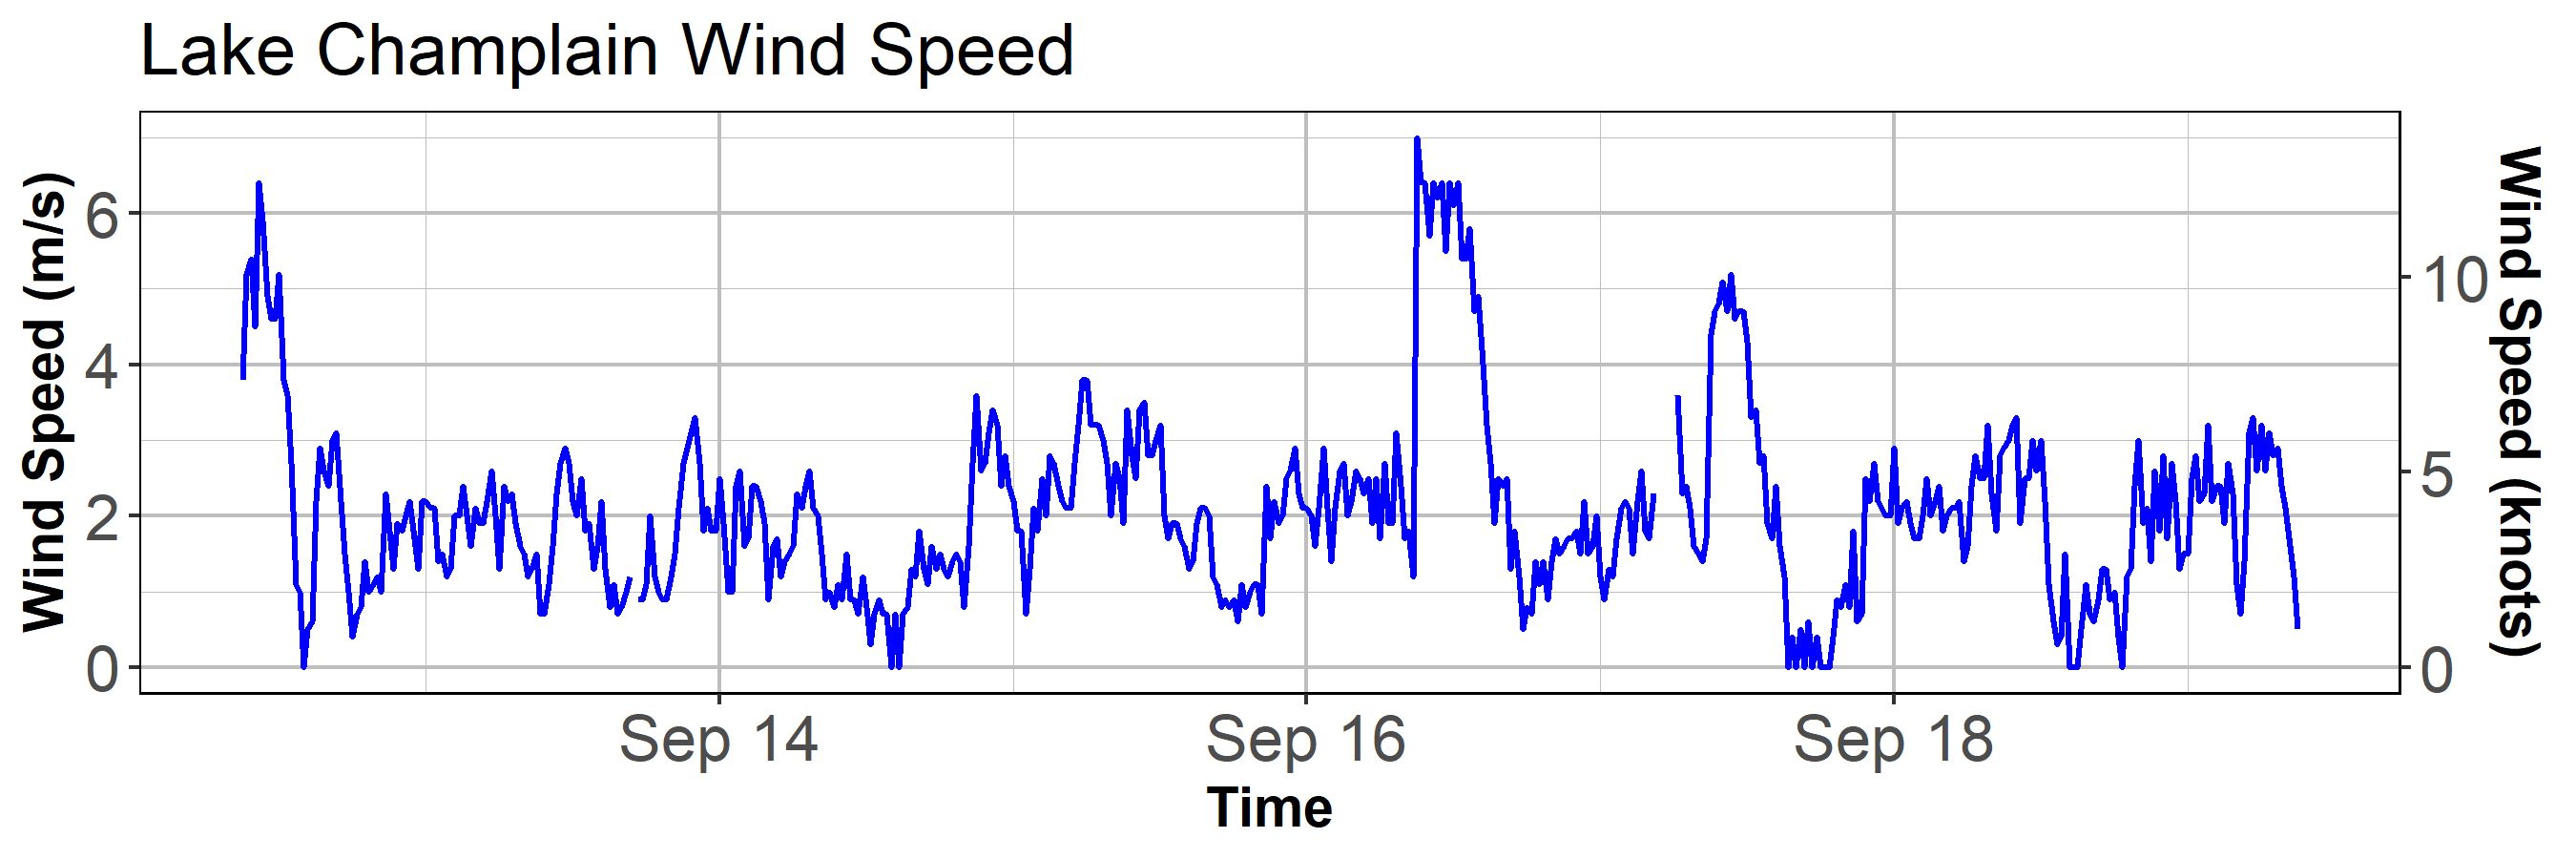 Lake Champlain Wind Speed
Wind Speed (m/s)
6
4
2
0
10
5
0
Wind Speed (knots)
Sep 14
Sep 16
Sep 18
Time